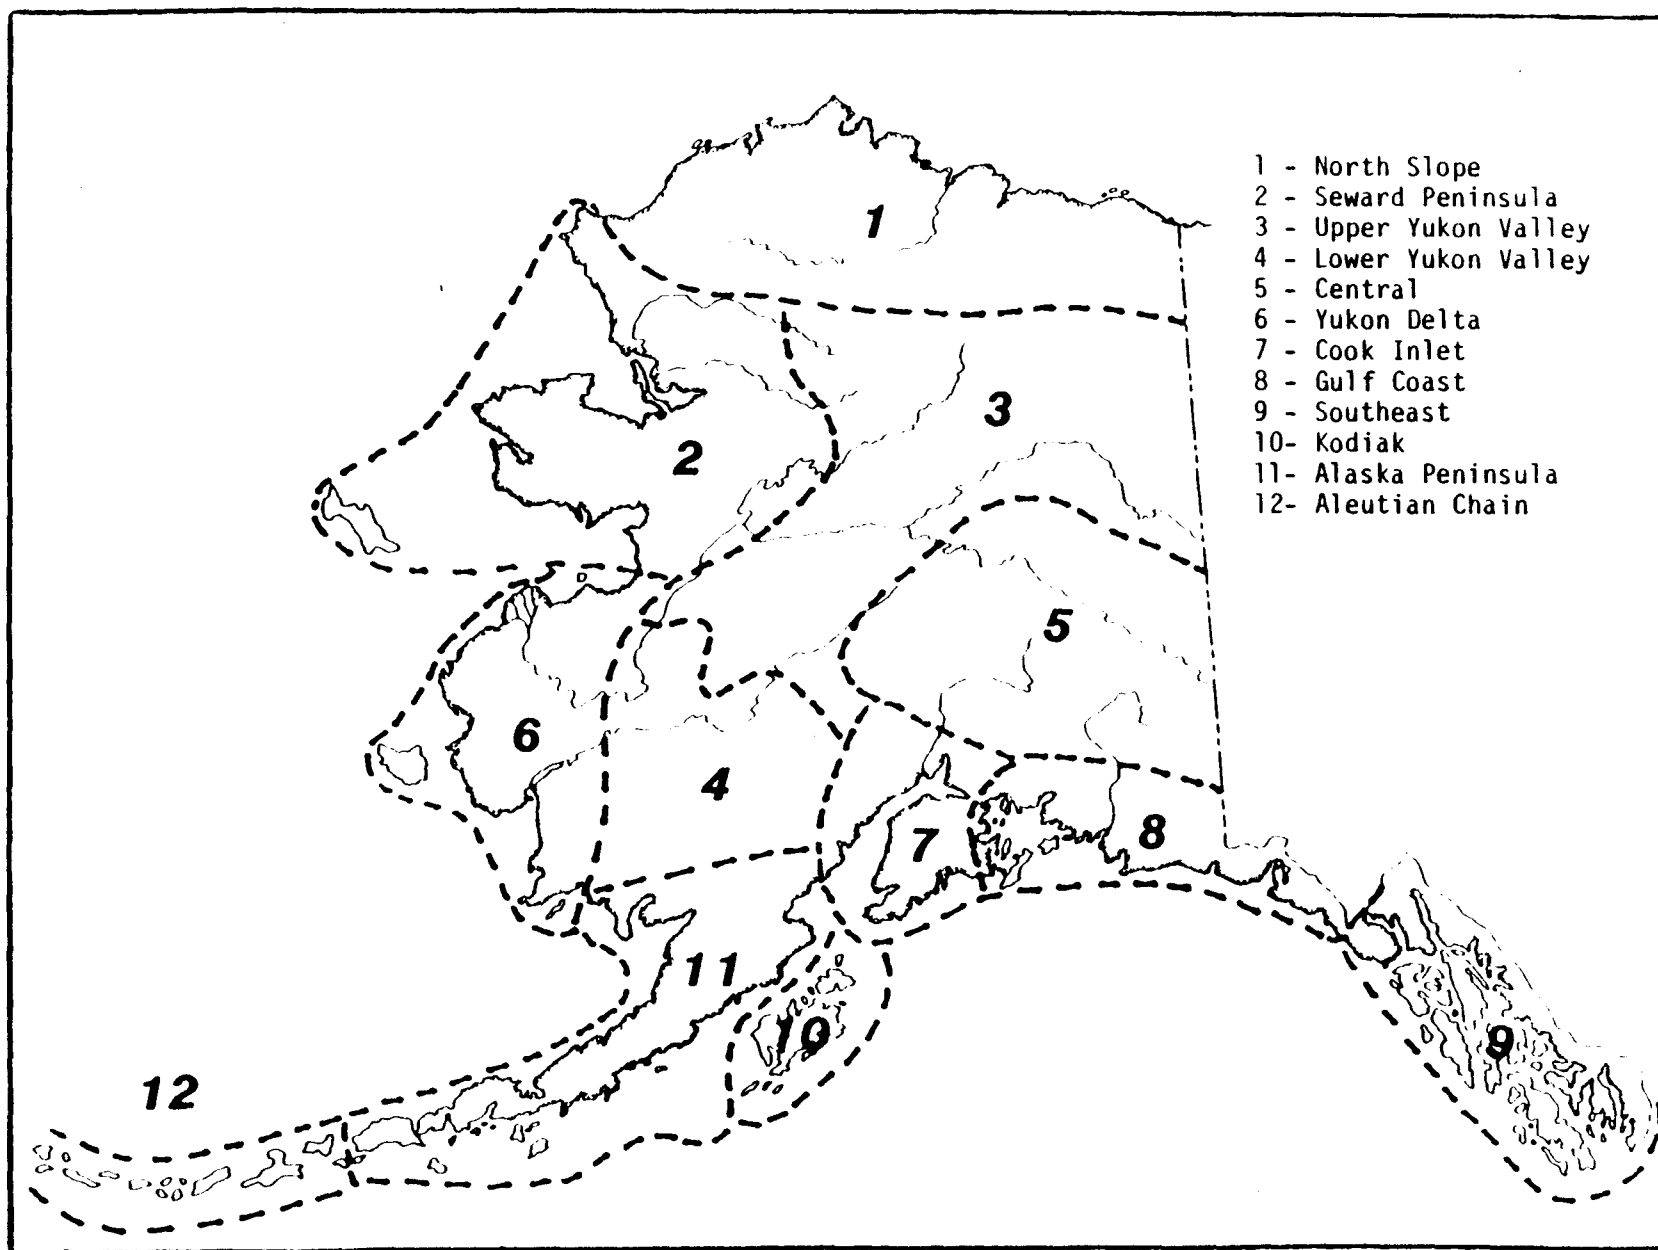 1 - North Slope
2 - Seward Peninsula
3 - Upper Yukon Valley
4 - Lower Yukon Valley
5 - Central
6 - Yukon Delta
7 - Cook Inlet
8 - Gulf Coast
9 - Southeast
10- Kodiak
11- Alaska Peninsula
12- Aleutian Chain
1
3
2
5
6
4
7
8
11
10
9
12